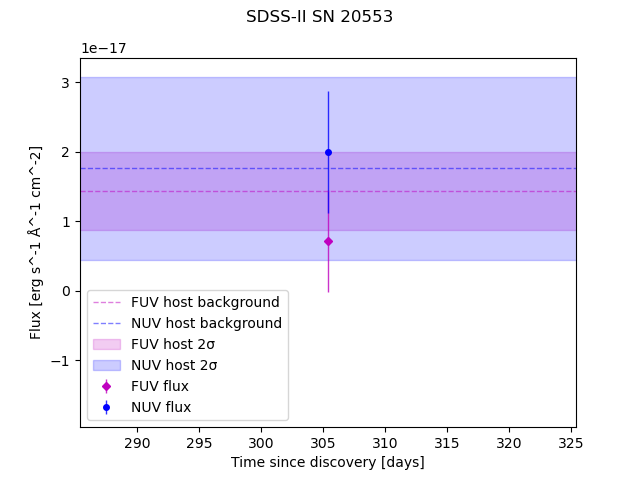 SDSS-II SN 20553
1e−17
3
2
1
0
−1
Flux [erg s^-1 Å^-1 cm^-2]
FUV host background
NUV host background
FUV host 2σ
NUV host 2σ
FUV flux
NUV flux
290 295 300 305 310 315 320 325
Time since discovery [days]